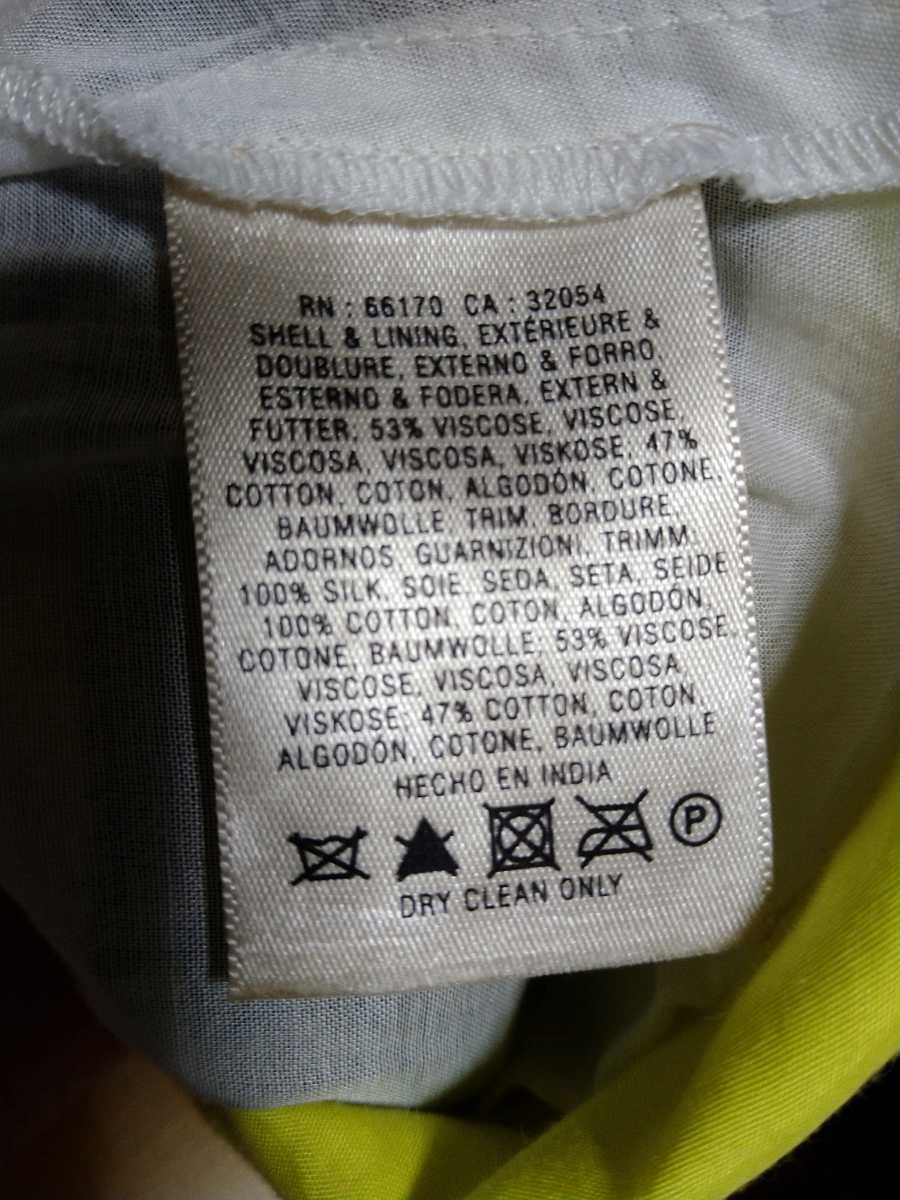 RN : 66170 CA : 32054
SHELL & LINING, EXTÉRIEURE &
DOUBLURE, EXTERNO & FORRO,
ESTERNO & FODERA, EXTERN &
FUTTER, 53% VISCOSE, VISCOSE,
VISCOSA, VISCOSA, VISKOSE, 47%
COTTON, COTON, ALGODÓN, COTONE,
BAUMWOLLE, TRIM, BORDURE,
ADORNOS, GUARNIZIONI, TRIMM:
100% SILK, SOIE, SEDA, SETA, SEIDE
100% COTTON, COTON, ALGODÓN,
COTONE, BAUMWOLLE; 53% VISCOSE,
VISCOSE, VISCOSA, VISCOSA,
VISKOSE; 47% COTTON, COTON,
ALGODÓN, COTONE, BAUMWOLLE
HECHO EN INDIA
P
DRY CLEAN ONLY